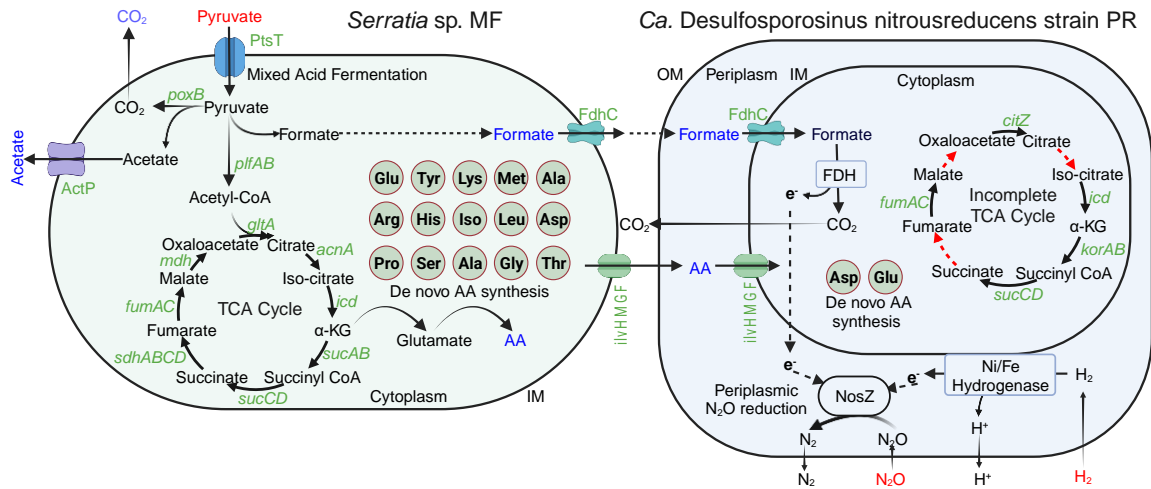 Serratia sp. MF
Ca. Desulfosporosinus nitrousreducens strain PR
CO2
Pyruvate
PtsT
Mixed Acid Fermentation
poxB
CO2
Pyruvate
Formate
Formate
FdhC
Acetate
Acetate
ActP
plfAB
Acetyl-CoA
gltA
Oxaloacetate
Citrate
acnA
mdh
Malate
Iso-citrate
icd
fumAC
TCA Cycle
α-KG
Fumarate
sucAB
sdhABCD
Succinate
Succinyl CoA
sucCD
Glutamate
AA
Glu Tyr Lys Met Ala
Arg His Iso Leu Asp
Pro Ser Ala Gly Thr
De novo AA synthesis
Cytoplasm
IM
ilvHMGF
CO2
AA
OM
Periplasm
IM
Cytoplasm
Formate
FdhC
Formate
FDH
e-
CO2
ilvHMGF
Asp Glu
De novo AA
synthesis
citZ
Oxaloacetate
Citrate
Malate
Iso-citrate
fumAC
Incomplete
TCA Cycle
icd
α-KG
Fumarate
korAB
Succinate
Succinyl CoA
sucCD
e-
Periplasmic
N2O reduction
NosZ
e-
Ni/Fe
Hydrogenase
H2
N2
N2O
H+
N2
N2O
H+
H2